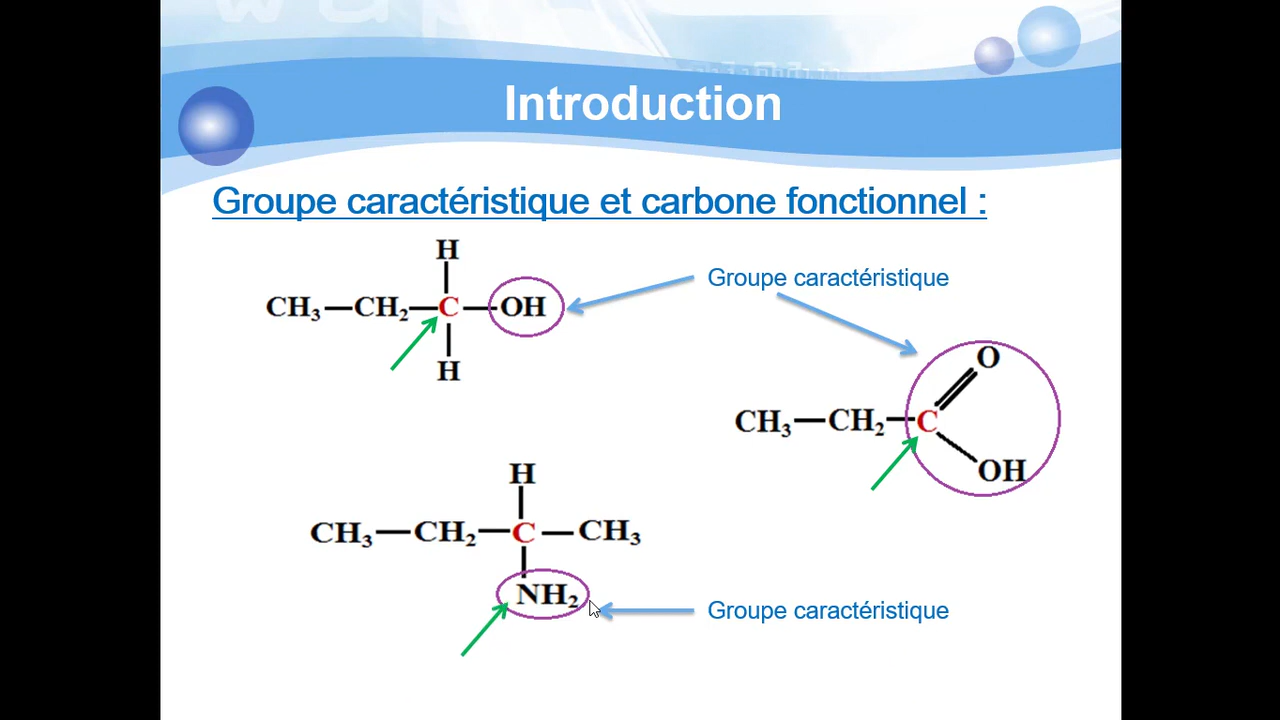 Introduction
Groupe caractéristique et carbone fonctionnel :
H
CH₃—CH₂—C—OH
H
Groupe caractéristique
O
CH₃—CH₂—C
OH
H
CH₃—CH₂—C—CH₃
NH₂
Groupe caractéristique